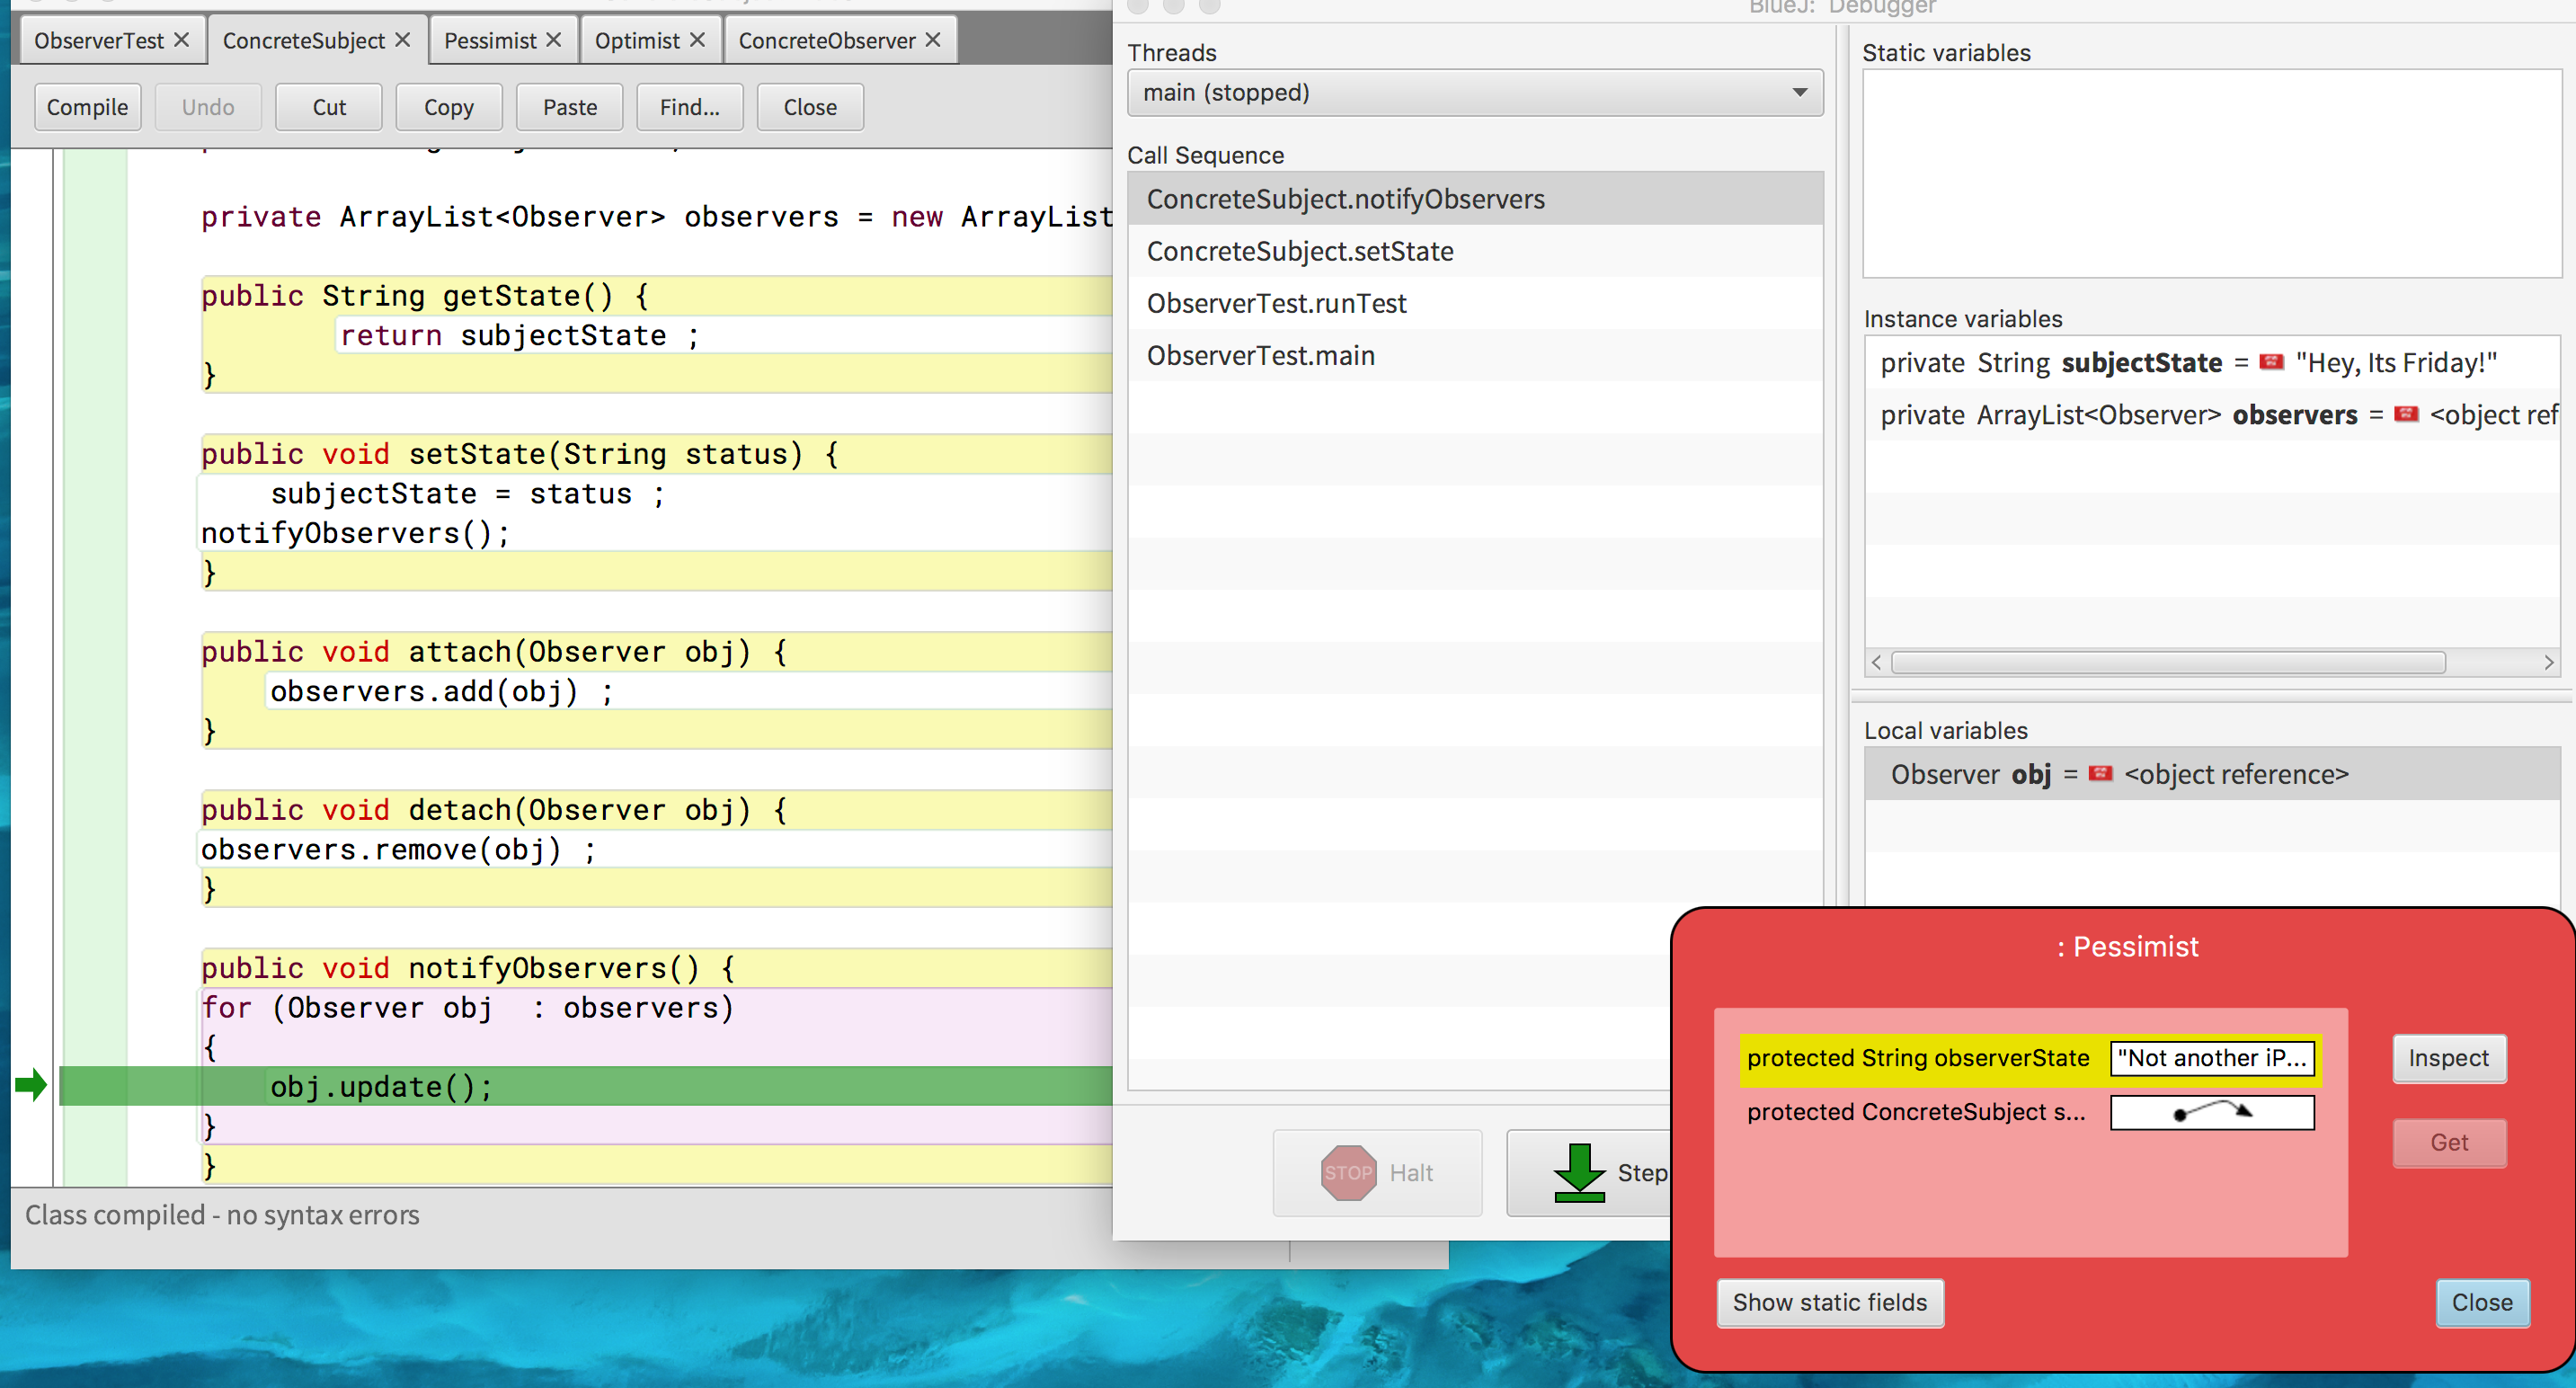 ObserverTest
ConcreteSubject
Pessimist
Optimist
ConcreteObserver
Compile
Undo
Cut
Copy
Paste
Find...
Close
private ArrayList<Observer> observers = new ArrayList
public String getState() {
return subjectState ;
}
public void setState(String status) {
subjectState = status ;
notifyObservers();
}
public void attach(Observer obj) {
observers.add(obj) ;
}
public void detach(Observer obj) {
observers.remove(obj) ;
}
public void notifyObservers() {
for (Observer obj  : observers)
{
obj.update();
}
}
Class compiled - no syntax errors
BlueJ: Debugger
Threads
main (stopped)
Call Sequence
ConcreteSubject.notifyObservers
ConcreteSubject.setState
ObserverTest.runTest
ObserverTest.main
STOP Halt
Step
Static variables
Instance variables
private String subjectState = "Hey, Its Friday!"
private ArrayList<Observer> observers = <object ref
Local variables
Observer obj = <object reference>
: Pessimist
protected String observerState "Not another iP...
protected ConcreteSubject s...
Inspect
Get
Show static fields
Close